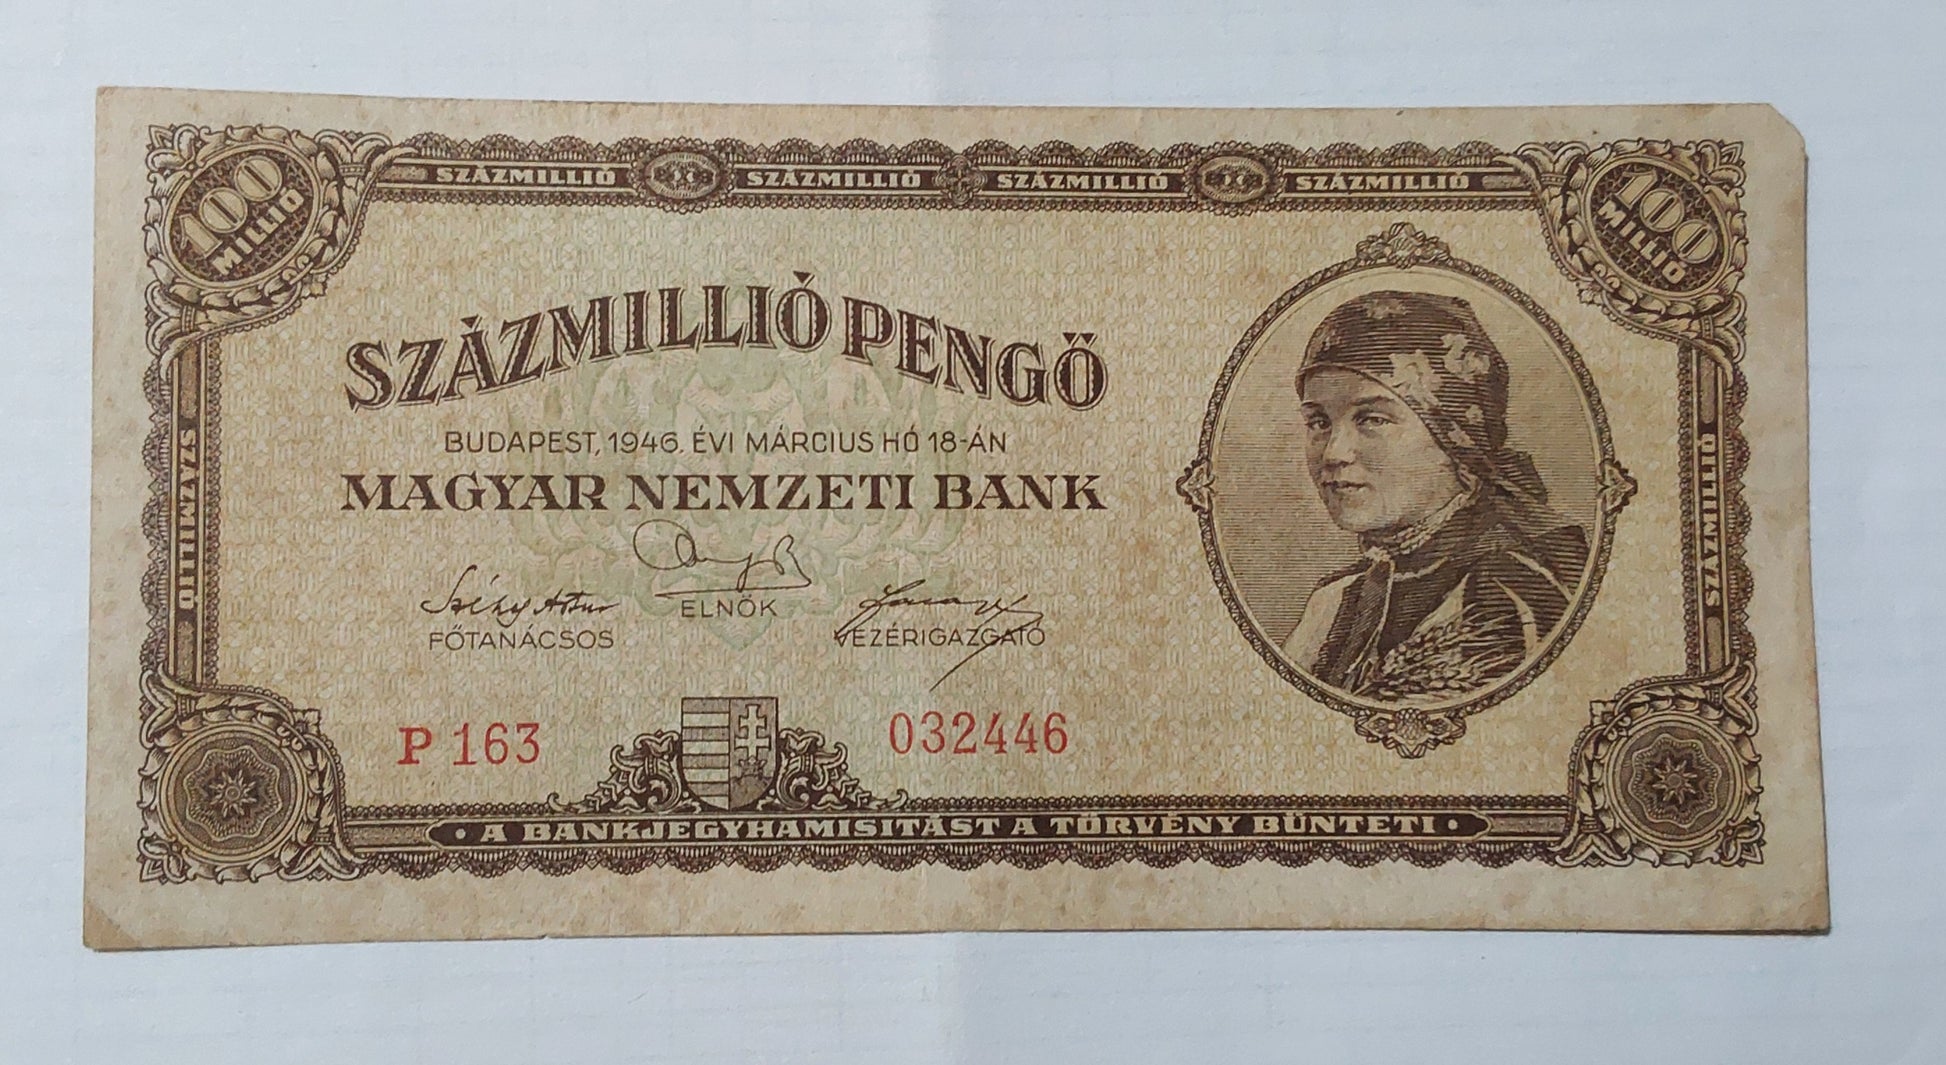 SZÁZMILLIÓ SZÁZMILLIÓ SZÁZMILLIÓ SZÁZMILLIÓ
100 MILLIÓ
100 MILLIÓ
SZÁZMILLIÓ PENGŐ
BUDAPEST, 1946. ÉVI MÁRCIUS HÓ 18-ÁN
MAGYAR NEMZETI BANK
SZÁZMILLIÓ
SZÁZMILLIÓ
ELNÖK
FŐTANÁCSOS VEZÉRIGAZGATÓ
P 163 032446
• A BANKJEGYHAMISITÁST A TÖRVÉNY BÜNTETI •